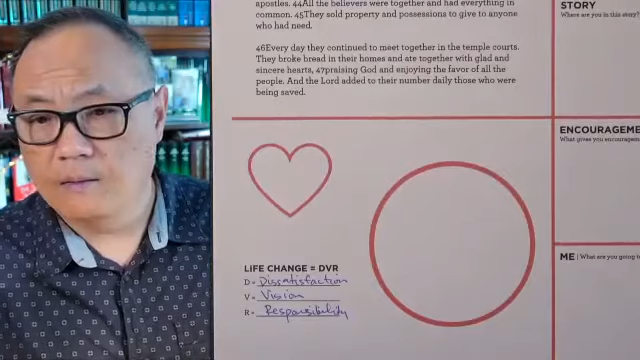 apostles. 44All the believers were together and had everything in
common. 45They sold property and possessions to give to anyone
who had need.
46Every day they continued to meet together in the temple courts.
They broke bread in their homes and ate together with glad and
sincere hearts, 47praising God and enjoying the favor of all the
people. And the Lord added to their number daily those who were
being saved.
STORY
Where are you in this story?
ENCOURAGEME
What gives you encouragem
ME | What are you going to
LIFE CHANGE = DVR
D= Dissatisfaction
V= Vision
R= Responsibility